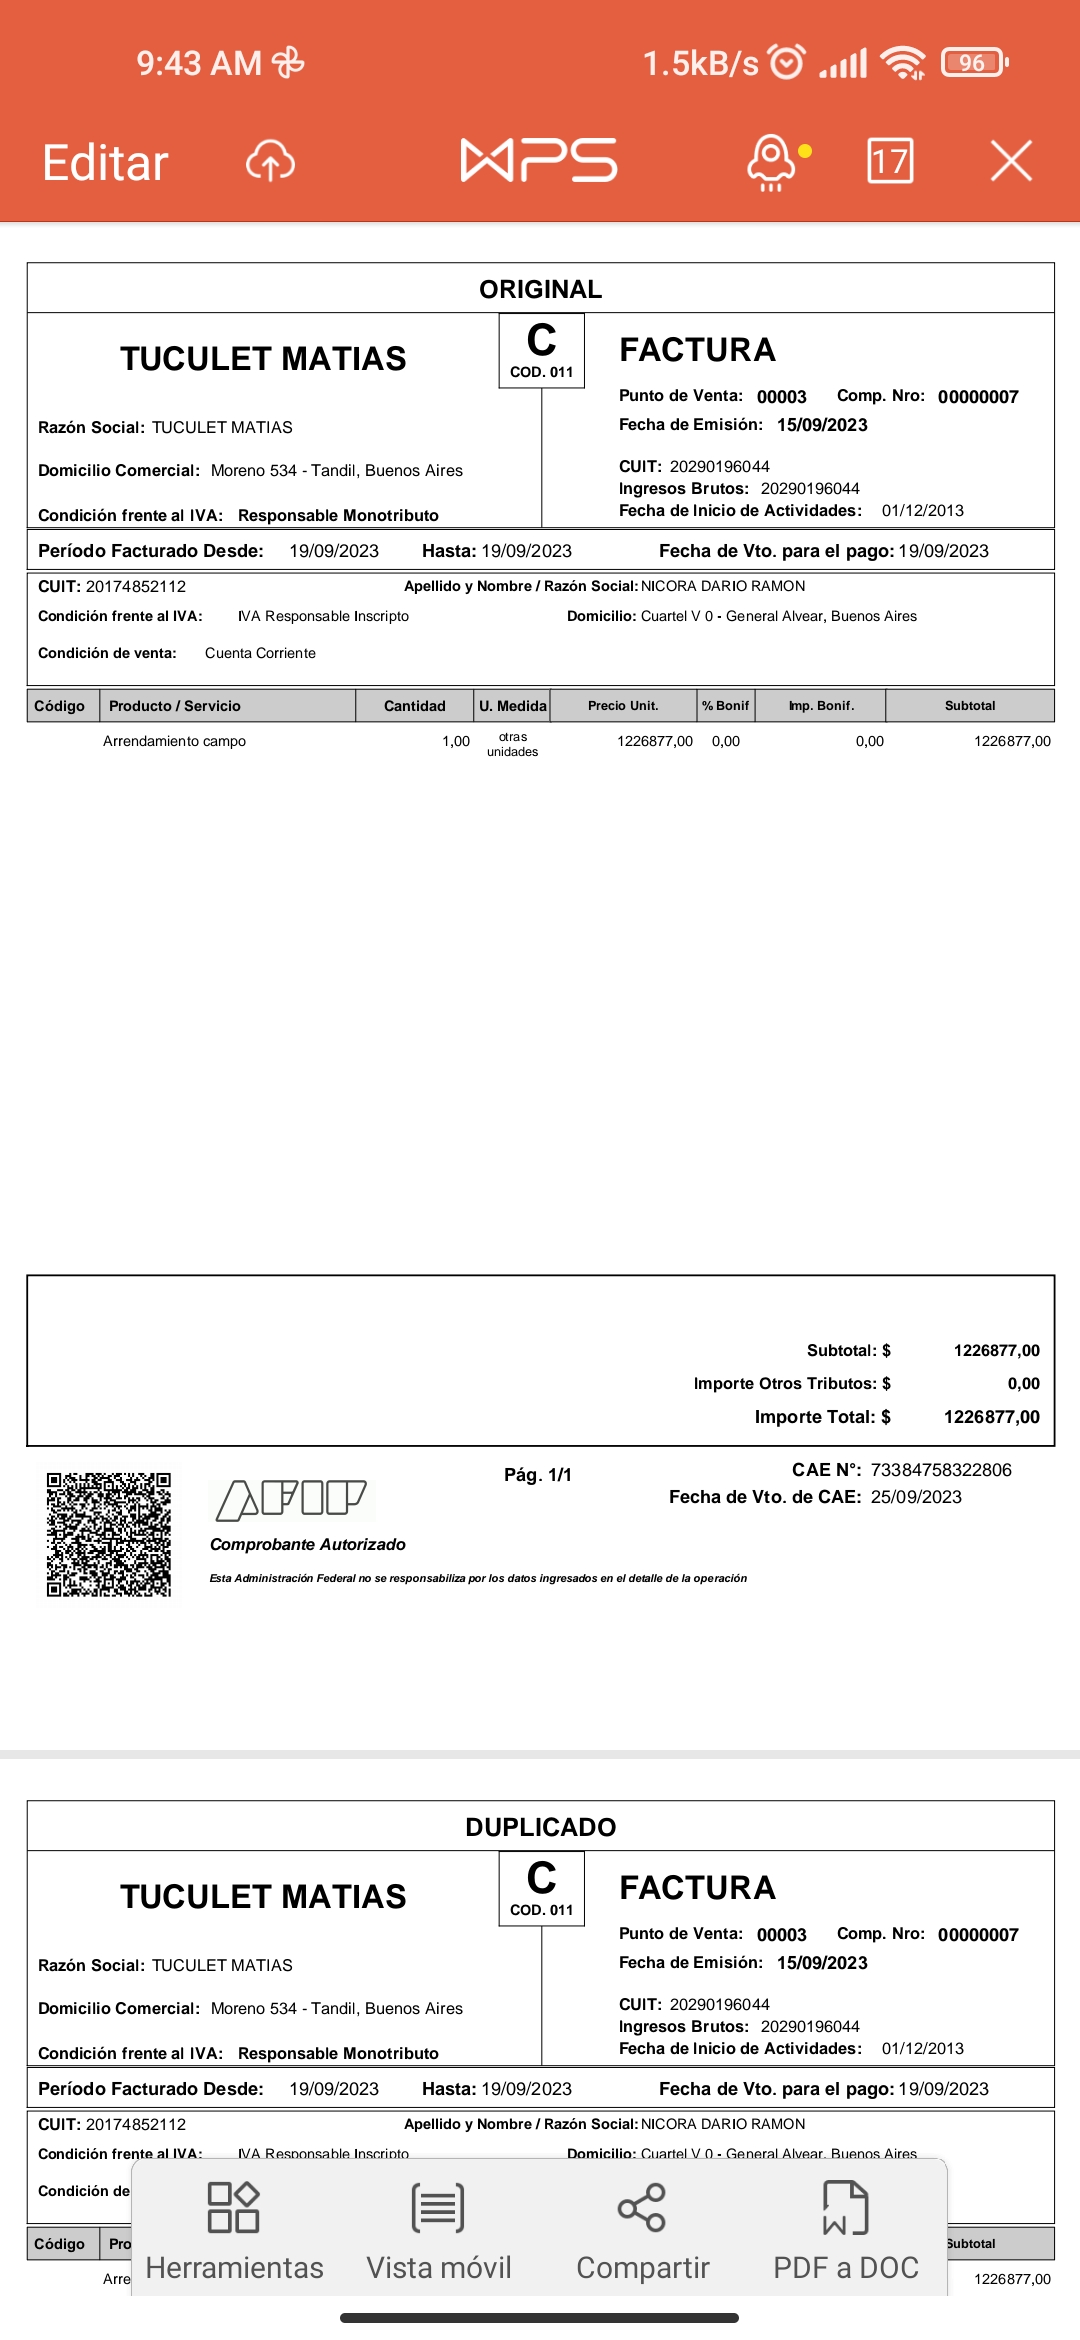 9:43 AM 1.5kB/s 96
Editar WPS 17
ORIGINAL
TUCULET MATIAS
C
COD. 011
FACTURA
Punto de Venta: 00003 Comp. Nro: 00000007
Razón Social: TUCULET MATIAS
Fecha de Emisión: 15/09/2023
Domicilio Comercial: Moreno 534 - Tandil, Buenos Aires
CUIT: 20290196044
Ingresos Brutos: 20290196044
Condición frente al IVA: Responsable Monotributo
Fecha de Inicio de Actividades: 01/12/2013
Período Facturado Desde: 19/09/2023 Hasta: 19/09/2023 Fecha de Vto. para el pago: 19/09/2023
CUIT: 20174852112 Apellido y Nombre / Razón Social: NICORA DARIO RAMON
Condición frente al IVA: IVA Responsable Inscripto Domicilio: Cuartel V 0 - General Alvear, Buenos Aires
Condición de venta: Cuenta Corriente
Código Producto / Servicio Cantidad U. Medida Precio Unit. % Bonif Imp. Bonif. Subtotal
Arrendamiento campo 1,00 otras unidades 1226877,00 0,00 0,00 1226877,00
Subtotal: $ 1226877,00
Importe Otros Tributos: $ 0,00
Importe Total: $ 1226877,00
AFIP
Pág. 1/1
CAE N°: 73384758322806
Fecha de Vto. de CAE: 25/09/2023
Comprobante Autorizado
Esta Administración Federal no se responsabiliza por los datos ingresados en el detalle de la operación
DUPLICADO
TUCULET MATIAS
C
COD. 011
FACTURA
Punto de Venta: 00003 Comp. Nro: 00000007
Razón Social: TUCULET MATIAS
Fecha de Emisión: 15/09/2023
Domicilio Comercial: Moreno 534 - Tandil, Buenos Aires
CUIT: 20290196044
Ingresos Brutos: 20290196044
Condición frente al IVA: Responsable Monotributo
Fecha de Inicio de Actividades: 01/12/2013
Período Facturado Desde: 19/09/2023 Hasta: 19/09/2023 Fecha de Vto. para el pago: 19/09/2023
CUIT: 20174852112 Apellido y Nombre / Razón Social: NICORA DARIO RAMON
Condición frente al IVA: IVA Responsable Inscripto Domicilio: Cuartel V 0 - General Alvear, Buenos Aires
Condición de
Código Pro Subtotal
Arre 1226877,00
Herramientas Vista móvil Compartir PDF a DOC